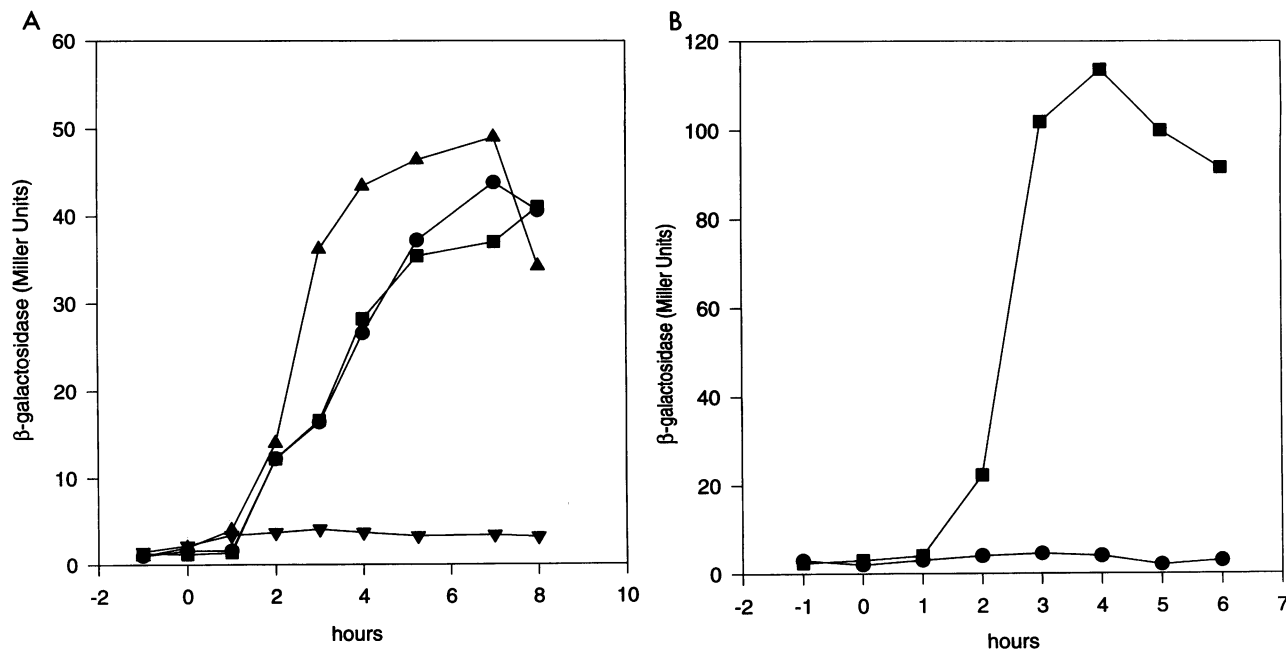 A
60
50
40
30
20
10
0
-2 0 2 4 6 8 10
hours
β-galactosidase (Miller Units)
B
120
100
80
60
40
20
0
-2 -1 0 1 2 3 4 5 6 7
hours
β-galactosidase (Miller Units)